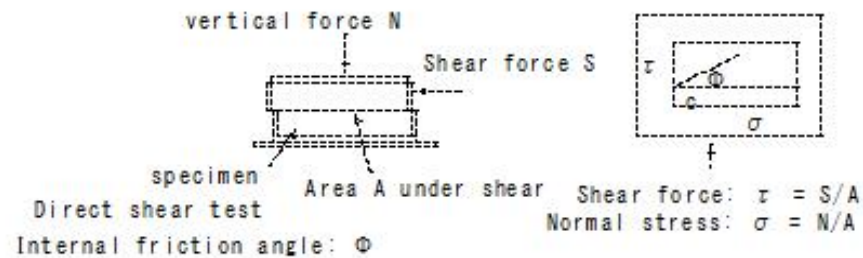 vertical force N
Shear force S
τ
Φ
c
σ
specimen
Area A under shear
Shear force: τ = S/A
Direct shear test
Normal stress: σ = N/A
Internal friction angle: Φ